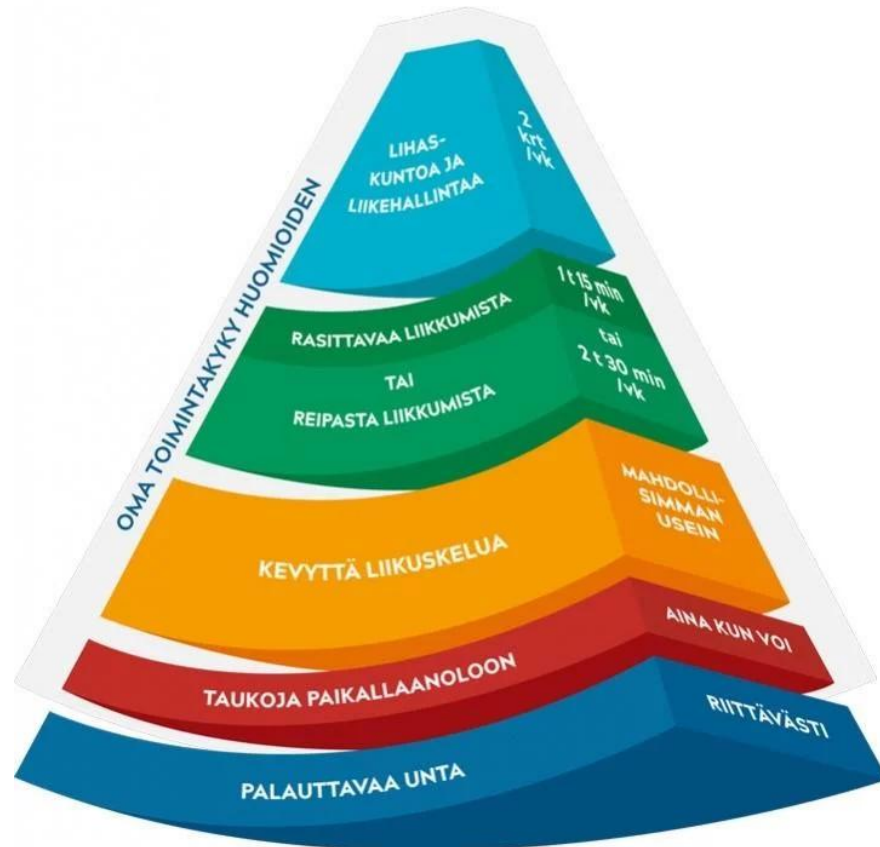 OMA TOIMINTAKYKY HUOMIOIDEN
LIHAS-
KUNTOA JA
LIIKEHALLINTAA
2
krt
/vk
RASITTAVAA LIIKKUMISTA
1 t 15 min
/vk
TAI
REIPASTA LIIKKUMISTA
tai
2 t 30 min
/vk
KEVYTTÄ LIIKUSKELUA
MAHDOLLI-
SIMMAN
USEIN
TAUKOJA PAIKALLAANOLOON
AINA KUN VOI
PALAUTTAVAA UNTA
RIITTÄVÄSTI